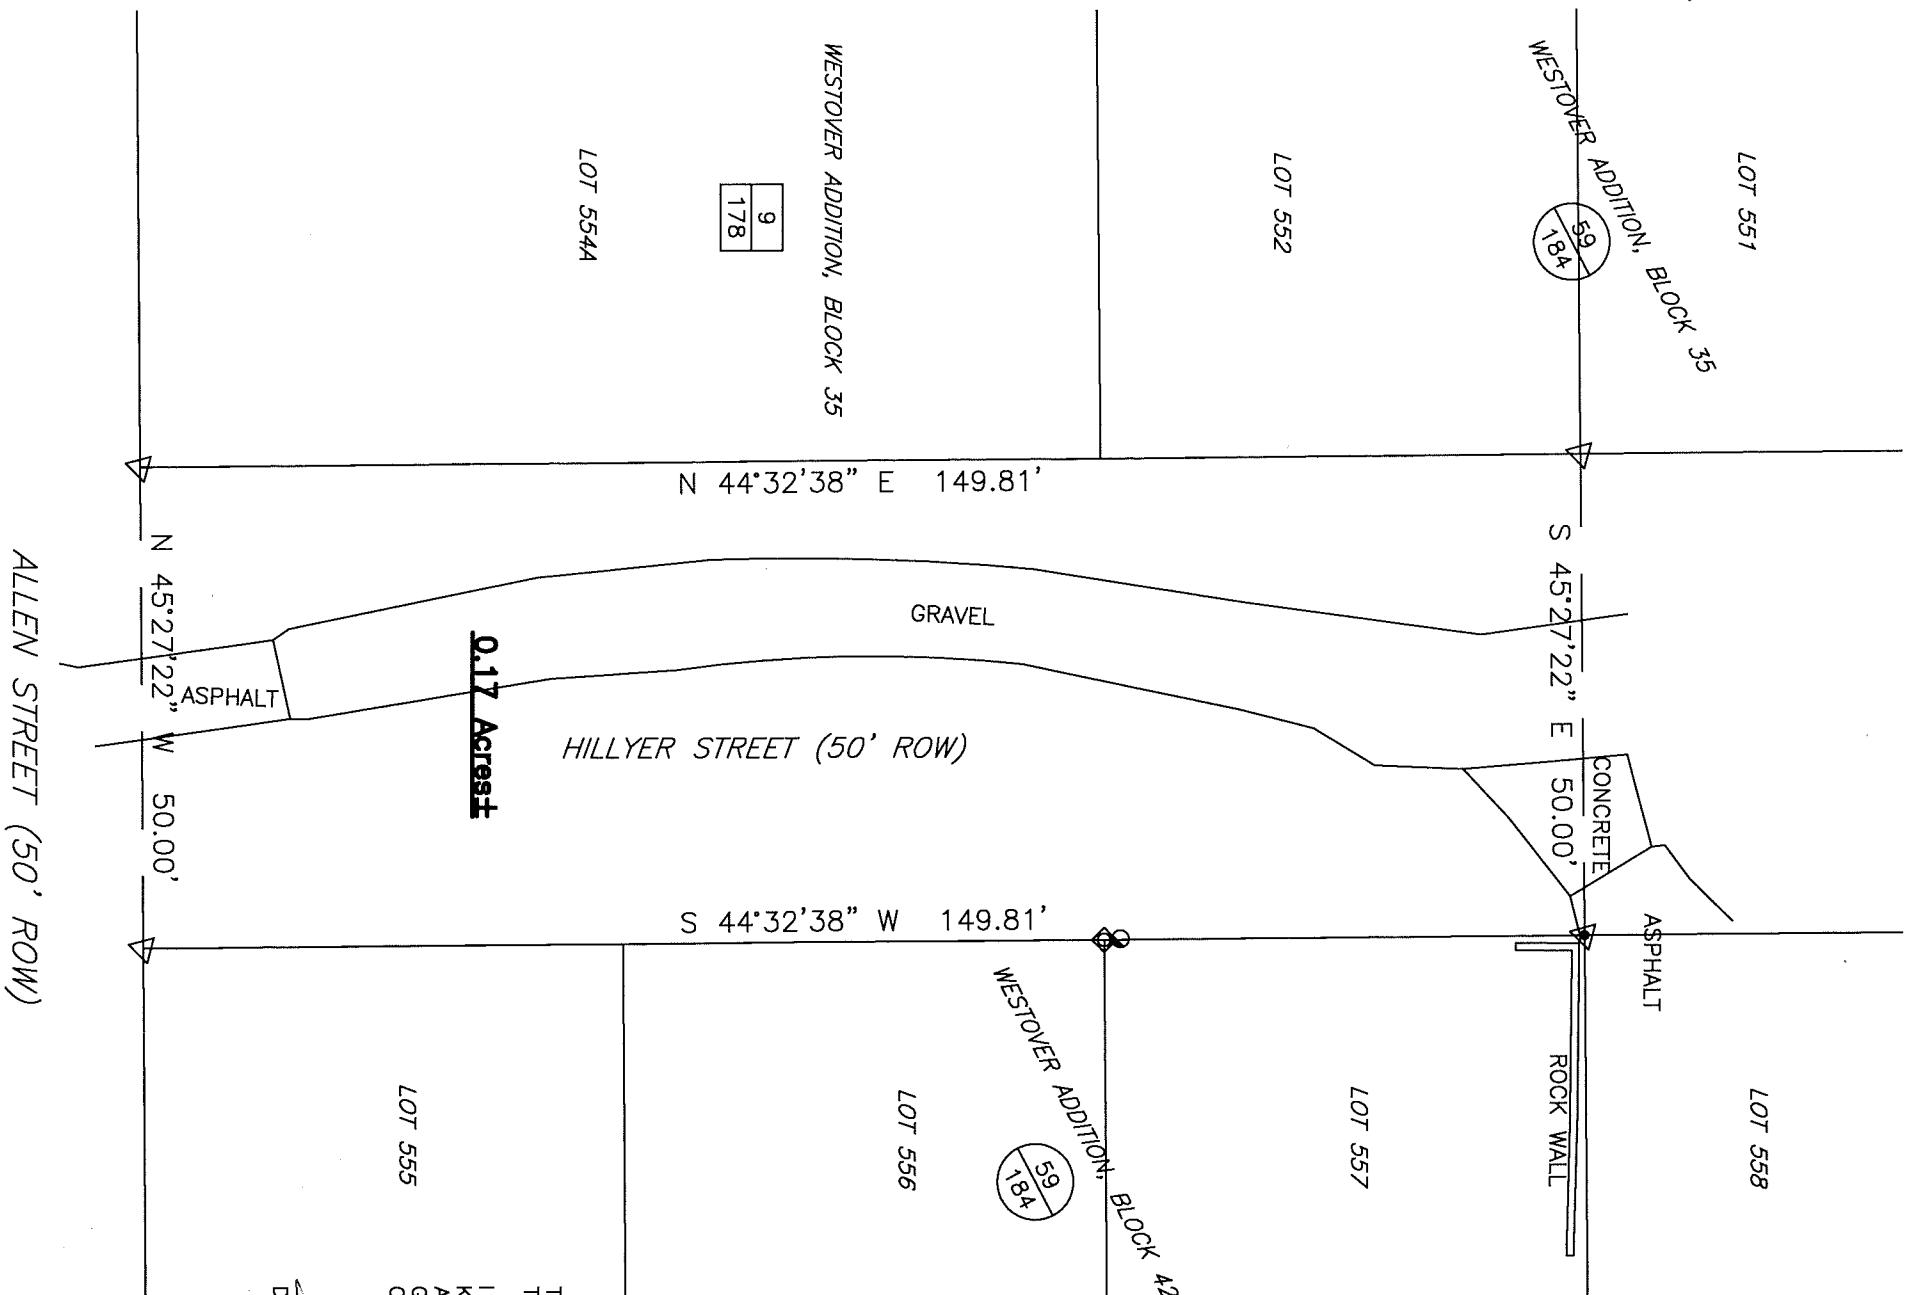 WESTOVER ADDITION, BLOCK 35
LOT 551
59
184
LOT 552
WESTOVER ADDITION, BLOCK 35
9
178
LOT 554A
N 44°32'38" E 149.81'
S 45°27'22" E 50.00'
GRAVEL
N 45°27'22" W 50.00'
ASPHALT
0.17 Acres±
HILLYER STREET (50' ROW)
CONCRETE
ALLEN STREET (50' ROW)
S 44°32'38" W 149.81'
ASPHALT
WESTOVER ADDITION, BLOCK 42
59
184
ROCK WALL
LOT 555
LOT 556
LOT 557
LOT 558